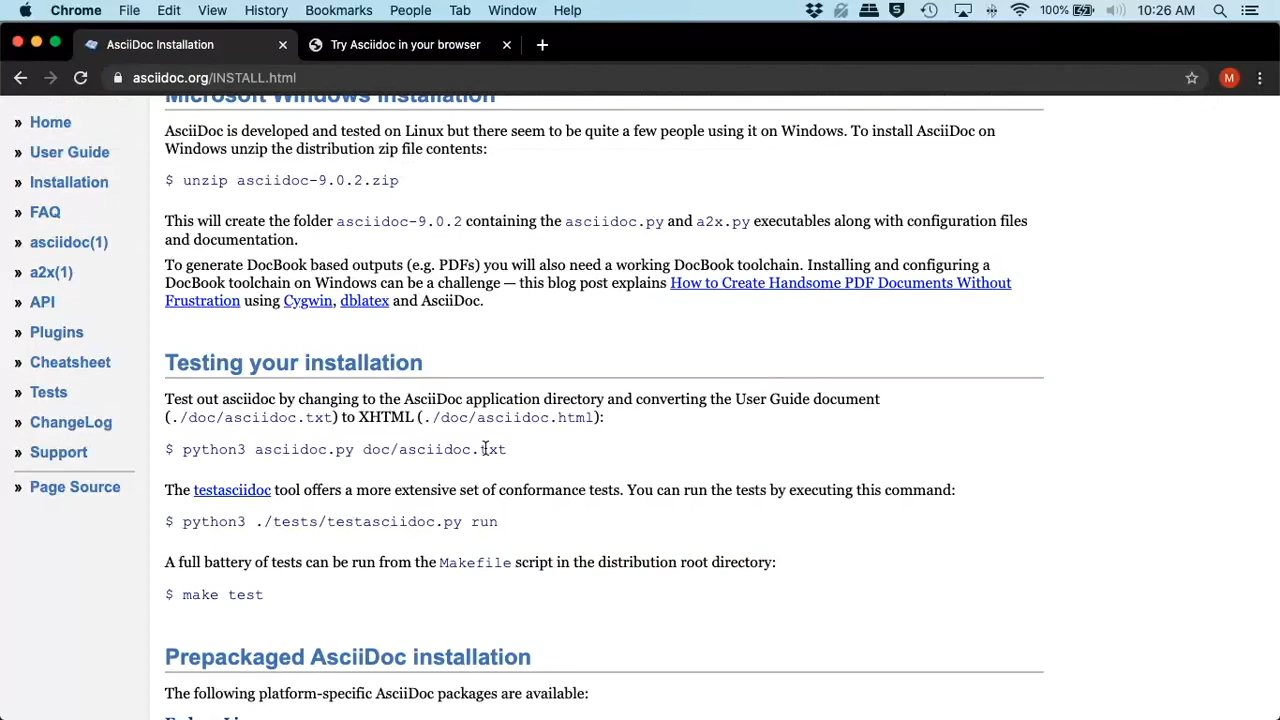 Chrome File Edit View History Bookmarks People Tab Window Help 100% 10:26 AM
AsciiDoc Installation Try Asciidoc in your browser
asciidoc.org/INSTALL.html M
» Home
» User Guide
» Installation
» FAQ
» asciidoc(1)
» a2x(1)
» API
» Plugins
» Cheatsheet
» Tests
» ChangeLog
» Support
» Page Source
Microsoft Windows installation
AsciiDoc is developed and tested on Linux but there seem to be quite a few people using it on Windows. To install AsciiDoc on
Windows unzip the distribution zip file contents:
$ unzip asciidoc-9.0.2.zip
This will create the folder asciidoc-9.0.2 containing the asciidoc.py and a2x.py executables along with configuration files
and documentation.
To generate DocBook based outputs (e.g. PDFs) you will also need a working DocBook toolchain. Installing and configuring a
DocBook toolchain on Windows can be a challenge — this blog post explains How to Create Handsome PDF Documents Without
Frustration using Cygwin, dblatex and AsciiDoc.
Testing your installation
Test out asciidoc by changing to the AsciiDoc application directory and converting the User Guide document
(./doc/asciidoc.txt) to XHTML (./doc/asciidoc.html):
$ python3 asciidoc.py doc/asciidoc.txt
The testasciidoc tool offers a more extensive set of conformance tests. You can run the tests by executing this command:
$ python3 ./tests/testasciidoc.py run
A full battery of tests can be run from the Makefile script in the distribution root directory:
$ make test
Prepackaged AsciiDoc installation
The following platform-specific AsciiDoc packages are available: